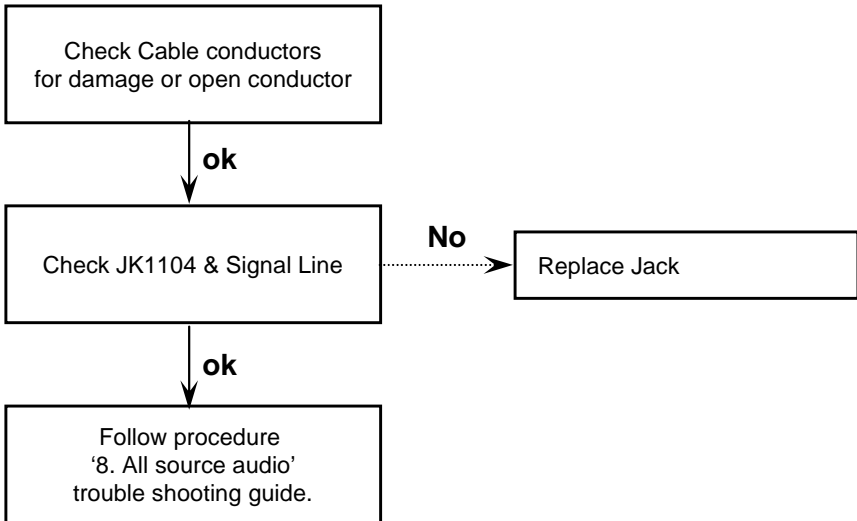 Check Cable conductors
for damage or open conductor
ok
Check JK1104 & Signal Line
No
Replace Jack
ok
Follow procedure
‘8. All source audio’
trouble shooting guide.